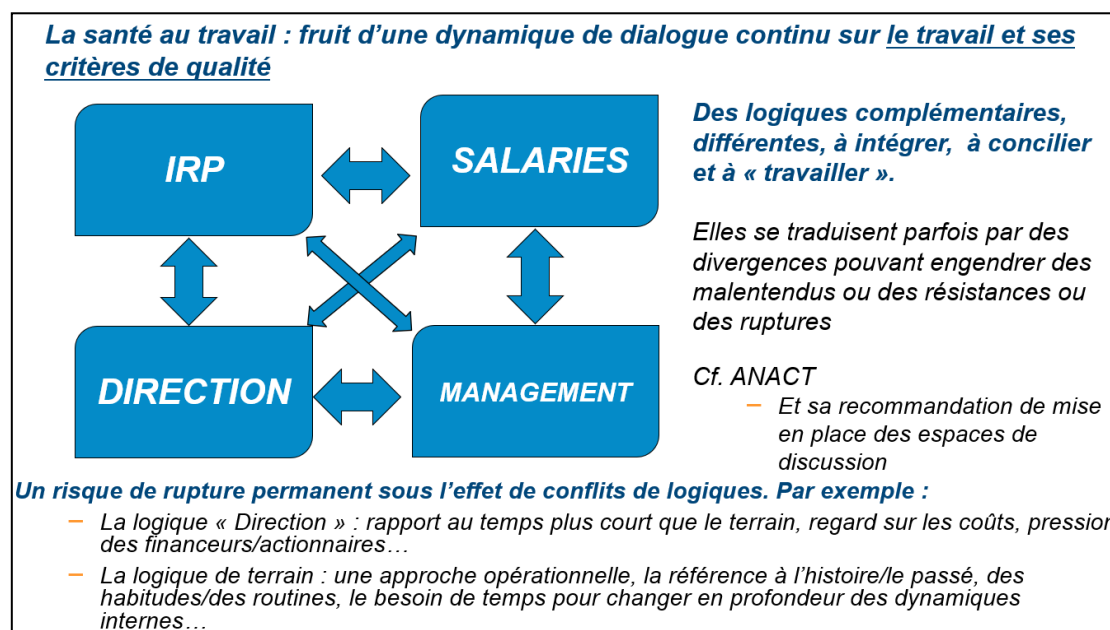 La santé au travail : fruit d’une dynamique de dialogue continu sur le travail et ses
critères de qualité
IRP
SALARIES
DIRECTION
MANAGEMENT
Des logiques complémentaires,
différentes, à intégrer, à concilier
et à « travailler ».
Elles se traduisent parfois par des
divergences pouvant engendrer des
malentendus ou des résistances ou
des ruptures
Cf. ANACT
– Et sa recommandation de mise
en place des espaces de
discussion
Un risque de rupture permanent sous l’effet de conflits de logiques. Par exemple :
– La logique « Direction » : rapport au temps plus court que le terrain, regard sur les coûts, pression
des financeurs/actionnaires…
– La logique de terrain : une approche opérationnelle, la référence à l’histoire/le passé, des
habitudes/des routines, le besoin de temps pour changer en profondeur des dynamiques
internes…